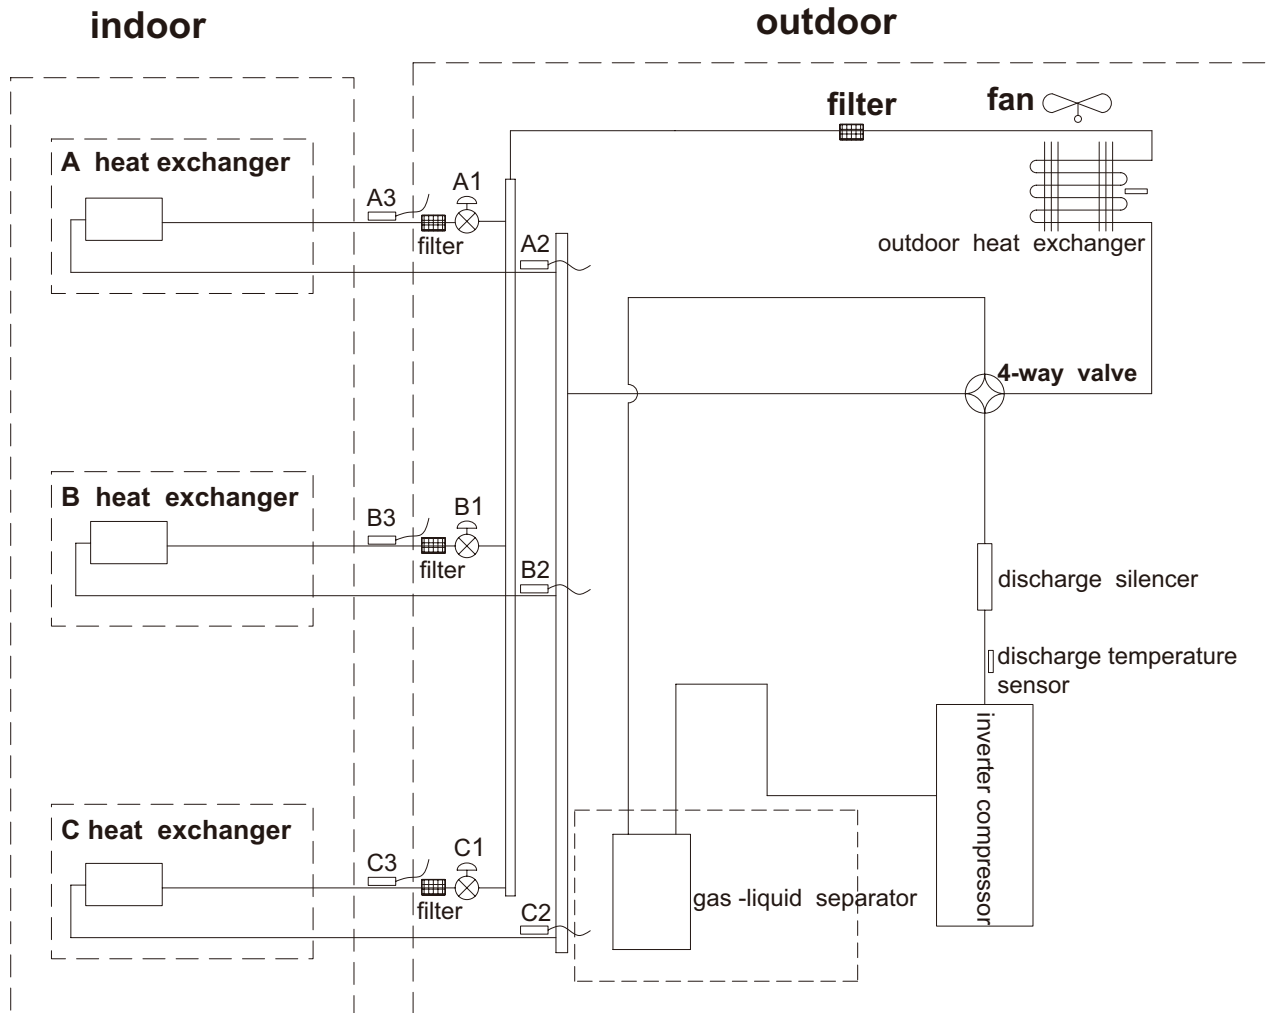 indoor
outdoor
filter
fan
A heat exchanger
A3
A1
filter
A2
outdoor heat exchanger
4-way valve
B heat exchanger
B3
B1
filter
B2
discharge silencer
discharge temperature
sensor
inverter compressor
C heat exchanger
C3
C1
filter
C2
gas -liquid separator